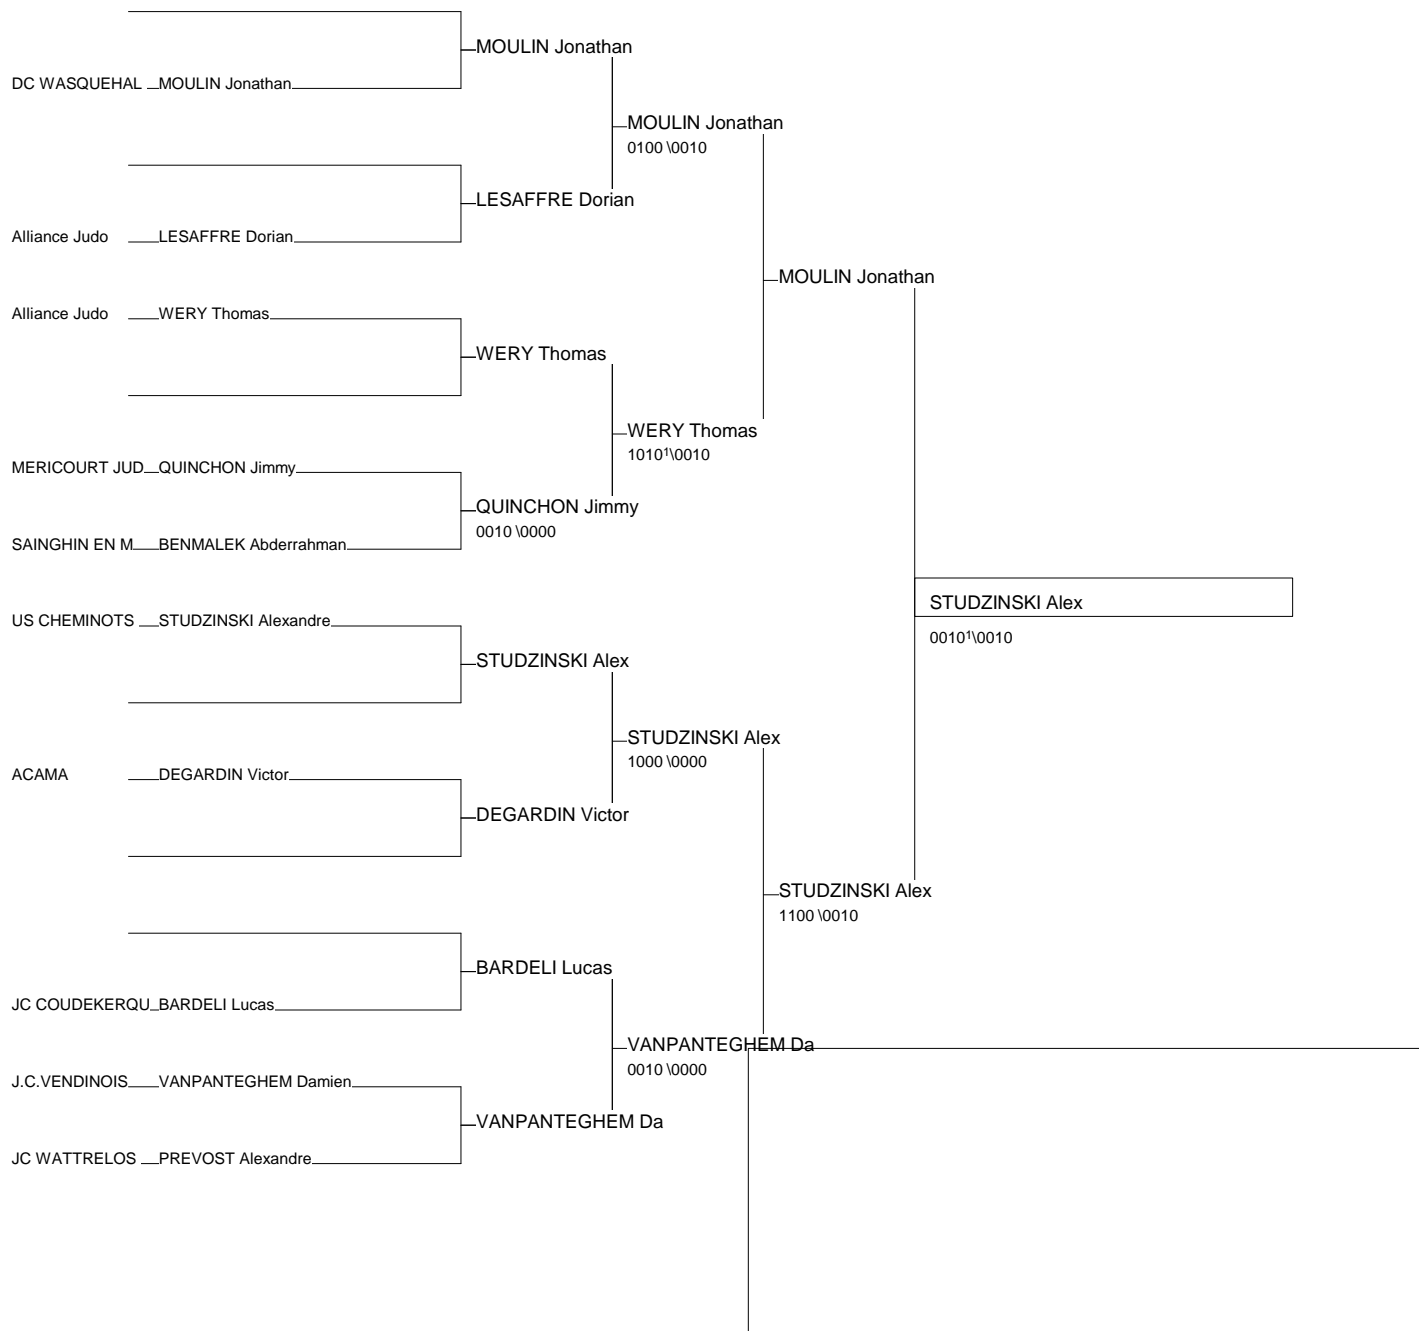 MOULIN Jonathan
DC WASQUEHAL MOULIN Jonathan
MOULIN Jonathan
0100 \0010
LESAFFRE Dorian
Alliance Judo LESAFFRE Dorian
MOULIN Jonathan
Alliance Judo WERY Thomas
WERY Thomas
WERY Thomas
1010¹\0010
MERICOURT JUD QUINCHON Jimmy
QUINCHON Jimmy
0010 \0000
SAINGHIN EN M BENMALEK Abderrahman
STUDZINSKI Alex
0010¹\0010
US CHEMINOTS STUDZINSKI Alexandre
STUDZINSKI Alex
STUDZINSKI Alex
1000 \0000
ACAMA DEGARDIN Victor
DEGARDIN Victor
STUDZINSKI Alex
1100 \0010
BARDELI Lucas
JC COUDEKERQU BARDELI Lucas
VANPANTEGHEM Da
0010 \0000
J.C.VENDINOIS VANPANTEGHEM Damien
VANPANTEGHEM Da
JC WATTRELOS PREVOST Alexandre